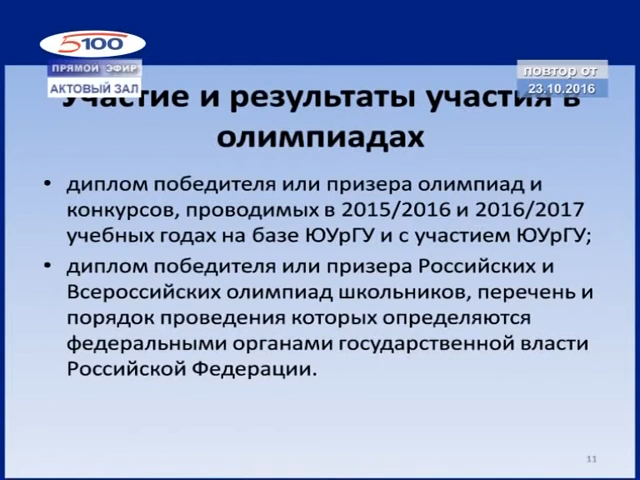 5100
ПРЯМОЙ ЭФИР
АКТОВЫЙ ЗАЛ
повтор от
23.10.2016
Участие и результаты участия в
олимпиадах
• диплом победителя или призера олимпиад и
конкурсов, проводимых в 2015/2016 и 2016/2017
учебных годах на базе ЮУрГУ и с участием ЮУрГУ;
• диплом победителя или призера Российских и
Всероссийских олимпиад школьников, перечень и
порядок проведения которых определяются
федеральными органами государственной власти
Российской Федерации.
11